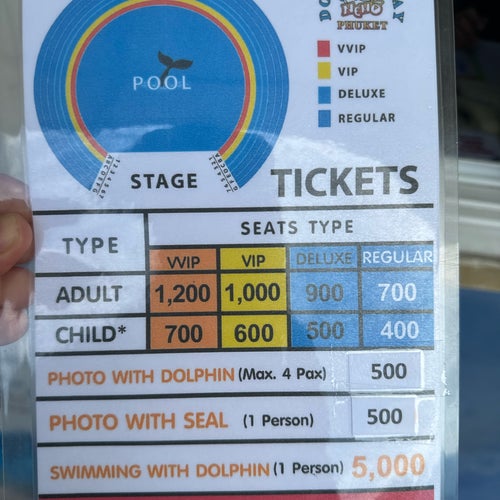 NEMO
PHUKET
VVIP
VIP
DELUXE
REGULAR
POOL
STAGE
TICKETS
TYPE
SEATS TYPE
VVIP VIP DELUXE REGULAR
ADULT 1,200 1,000 900 700
CHILD* 700 600 500 400
PHOTO WITH DOLPHIN (Max. 4 Pax) 500
PHOTO WITH SEAL (1 Person) 500
SWIMMING WITH DOLPHIN (1 Person) 5,000